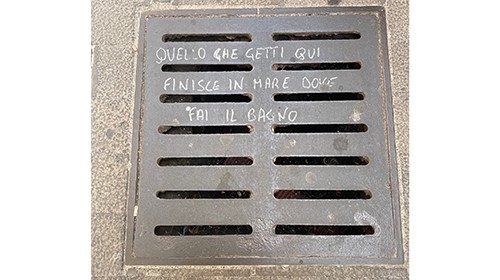 QUELLO CHE GETTI QUI
FINISCE IN MARE DOVE
FAI IL BAGNO